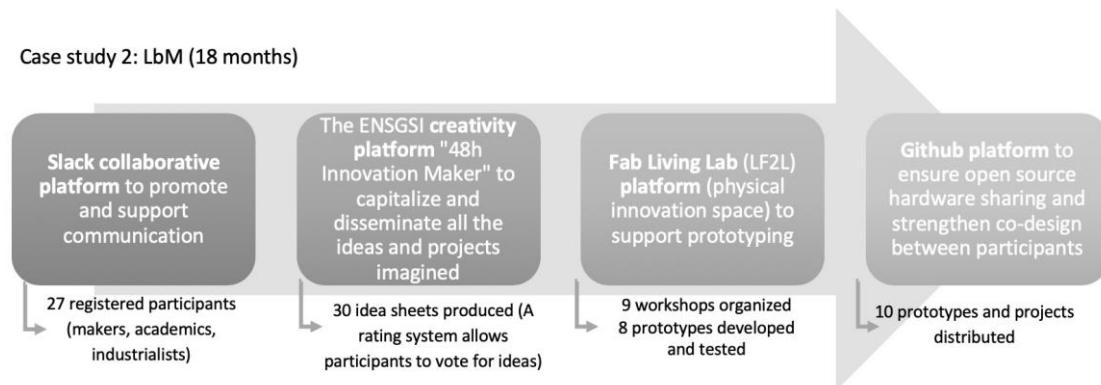 Case study 2: LbM (18 months)
Slack collaborative
platform to promote
and support
communication
The ENSGSI creativity
platform "48h
Innovation Maker" to
capitalize and
disseminate all the
ideas and projects
imagined
Fab Living Lab (LF2L)
platform (physical
innovation space) to
support prototyping
Github platform to
ensure open source
hardware sharing and
strengthen co-design
between participants
27 registered participants
(makers, academics,
industrialists)
30 idea sheets produced (A
rating system allows
participants to vote for ideas)
9 workshops organized
8 prototypes developed
and tested
10 prototypes and projects
distributed